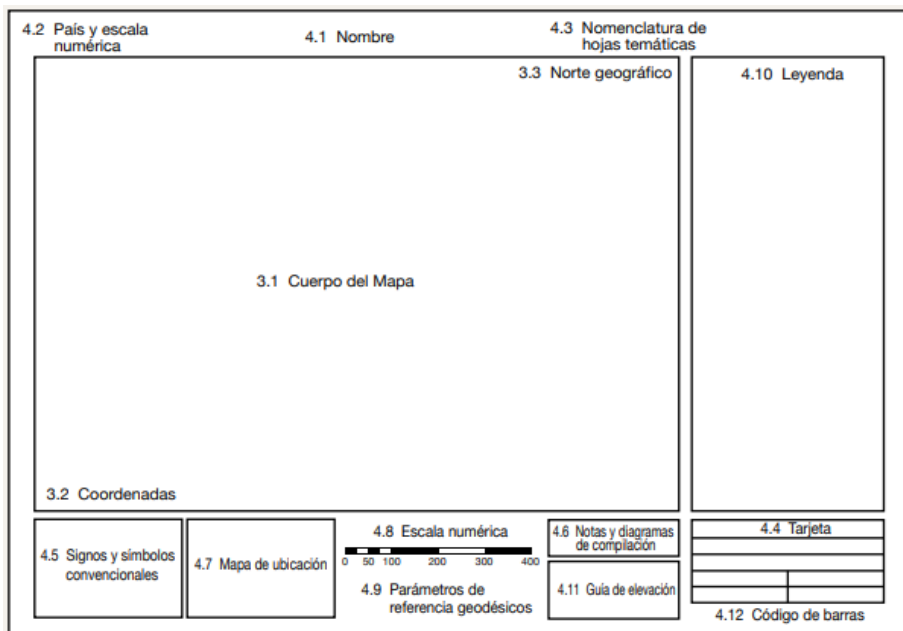 4.2 País y escala
numérica
4.1 Nombre
4.3 Nomenclatura de
hojas temáticas
3.3 Norte geográfico
4.10 Leyenda
3.1 Cuerpo del Mapa
3.2 Coordenadas
4.5 Signos y símbolos
convencionales
4.7 Mapa de ubicación
4.8 Escala numérica
0 50 100 200 300 400
4.9 Parámetros de
referencia geodésicos
4.6 Notas y diagramas
de compilación
4.11 Guía de elevación
4.4 Tarjeta
4.12 Código de barras